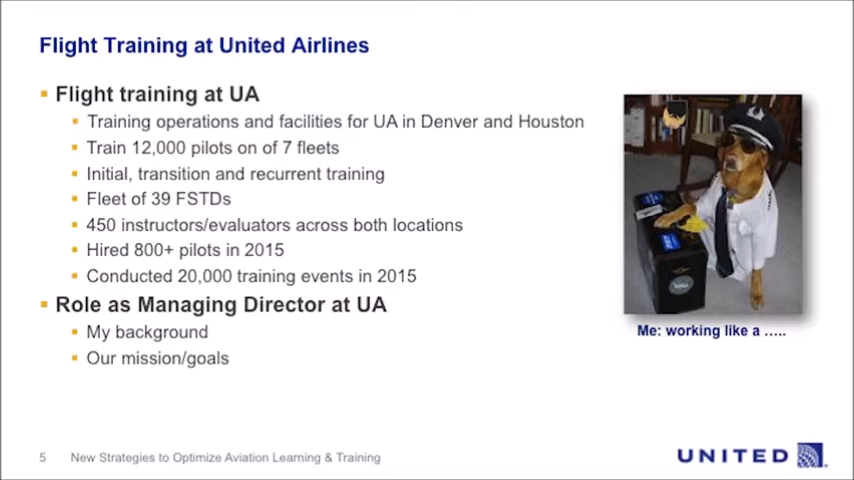 Flight Training at United Airlines
Flight training at UA
Training operations and facilities for UA in Denver and Houston
Train 12,000 pilots on of 7 fleets
Initial, transition and recurrent training
Fleet of 39 FSTDs
450 instructors/evaluators across both locations
Hired 800+ pilots in 2015
Conducted 20,000 training events in 2015
Role as Managing Director at UA
My background
Our mission/goals
Me: working like a …..
5 New Strategies to Optimize Aviation Learning & Training
UNITED